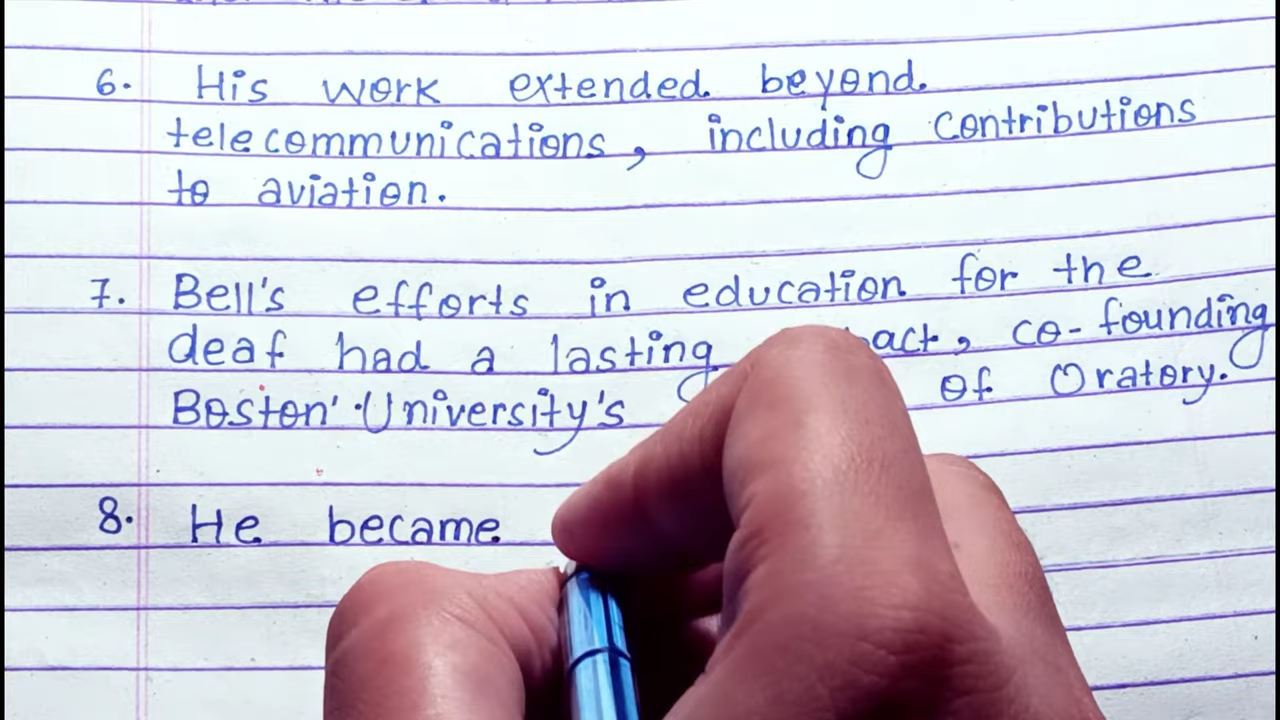 6. His work extended beyond.
telecommunications, including contributions
to aviation.
7. Bell's efforts in education for the
deaf had a lasting act, co-founding
Boston University's of Oratory.
8. He became